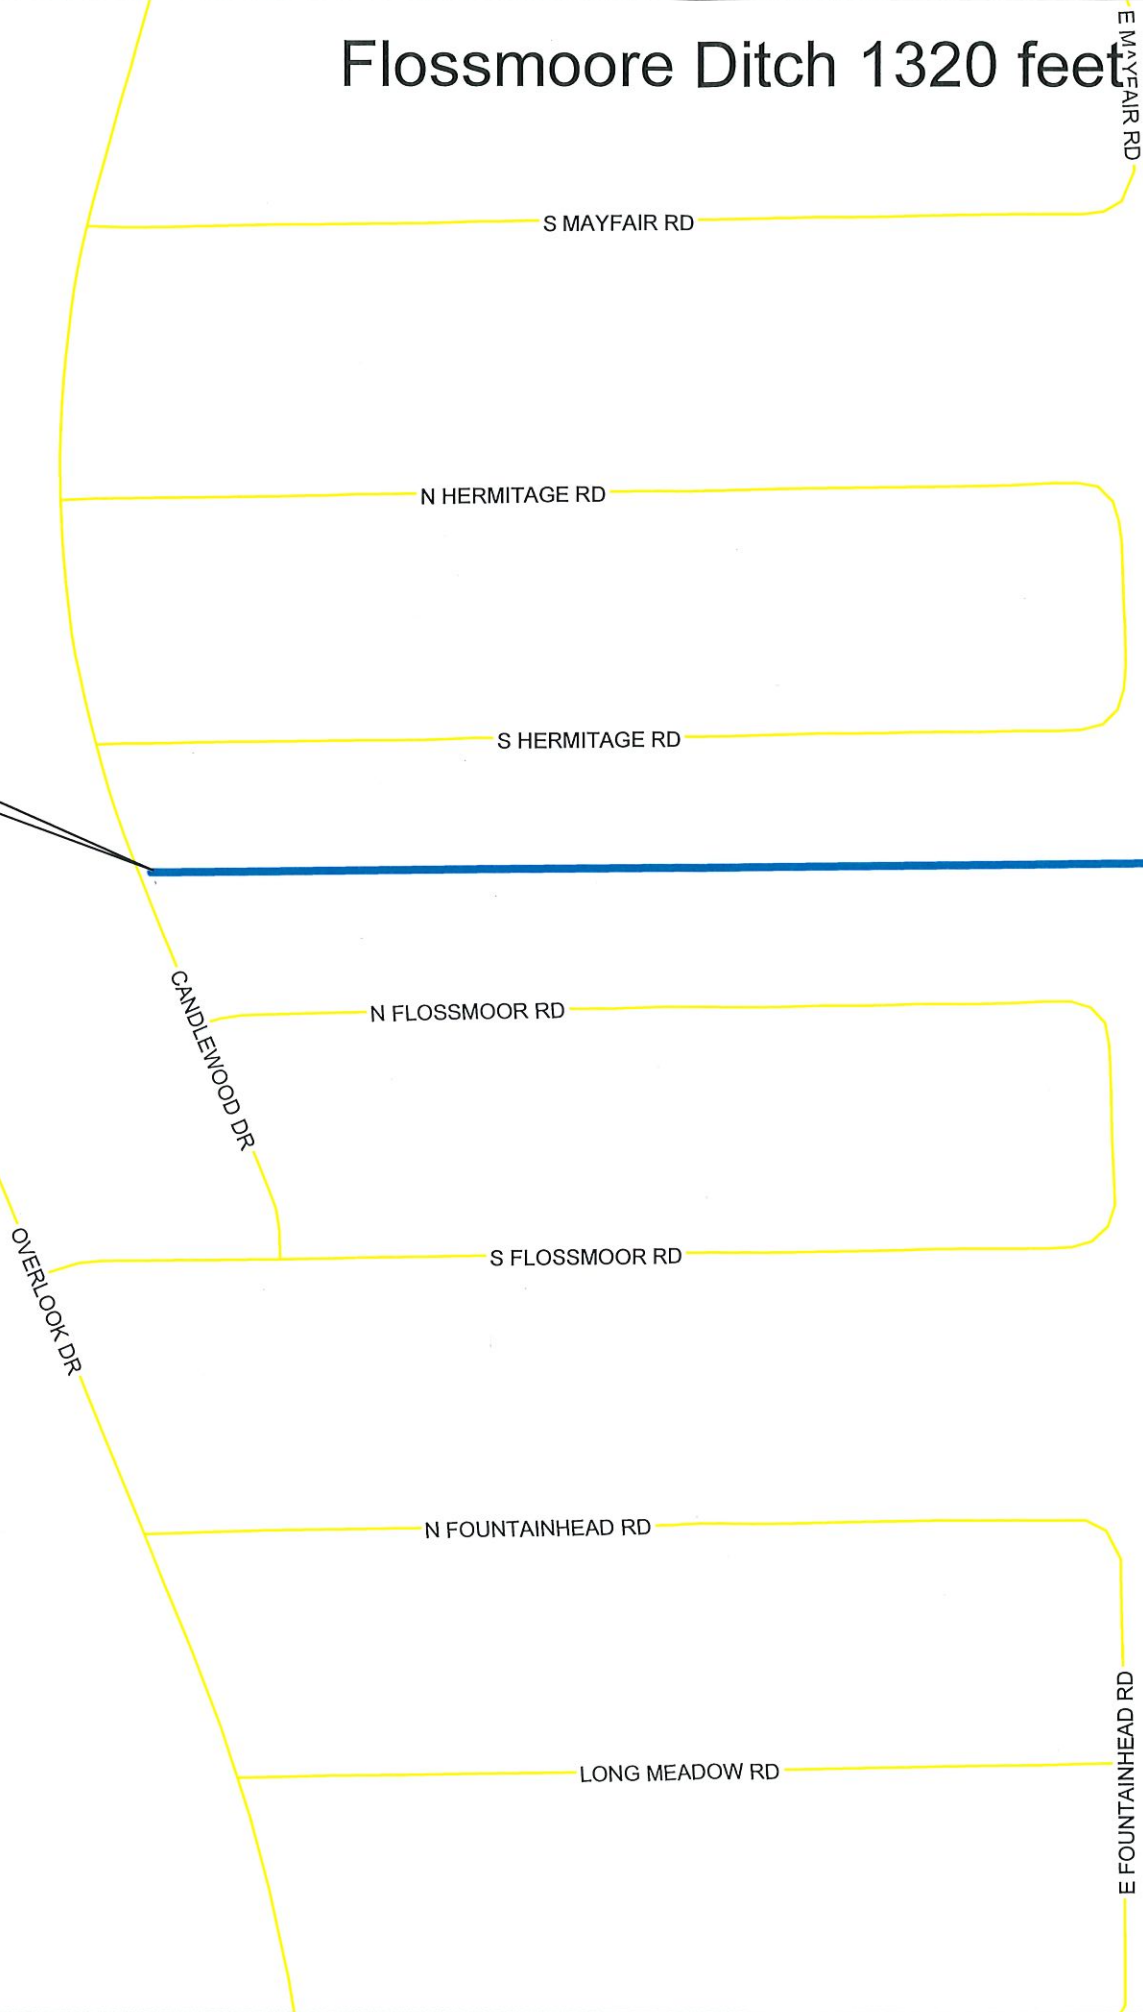 Flossmoore Ditch 1320 feet
E MAYFAIR RD
S MAYFAIR RD
N HERMITAGE RD
S HERMITAGE RD
CANDLEWOOD DR
N FLOSSMOOR RD
S FLOSSMOOR RD
OVERLOOK DR
N FOUNTAINHEAD RD
E FOUNTAINHEAD RD
LONG MEADOW RD